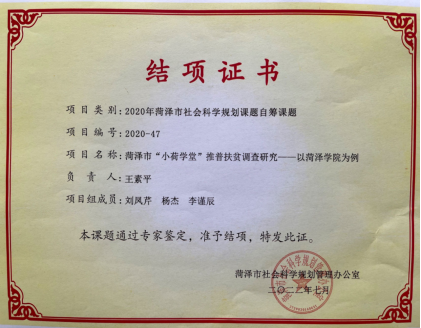 结项证书
项目类别:2020年菏泽市社会科学规划课题自筹课题
项目编号:2020-47
项目名称:菏泽市“小荷学堂”推普扶贫调查研究——以菏泽学院为例
负责人:王素平
项目组成员:刘凤芹 杨杰 李谨辰
本课题通过专家鉴定,准予结项,特发此证。
菏泽市社会科学规划管理办公室
二〇二二年七月